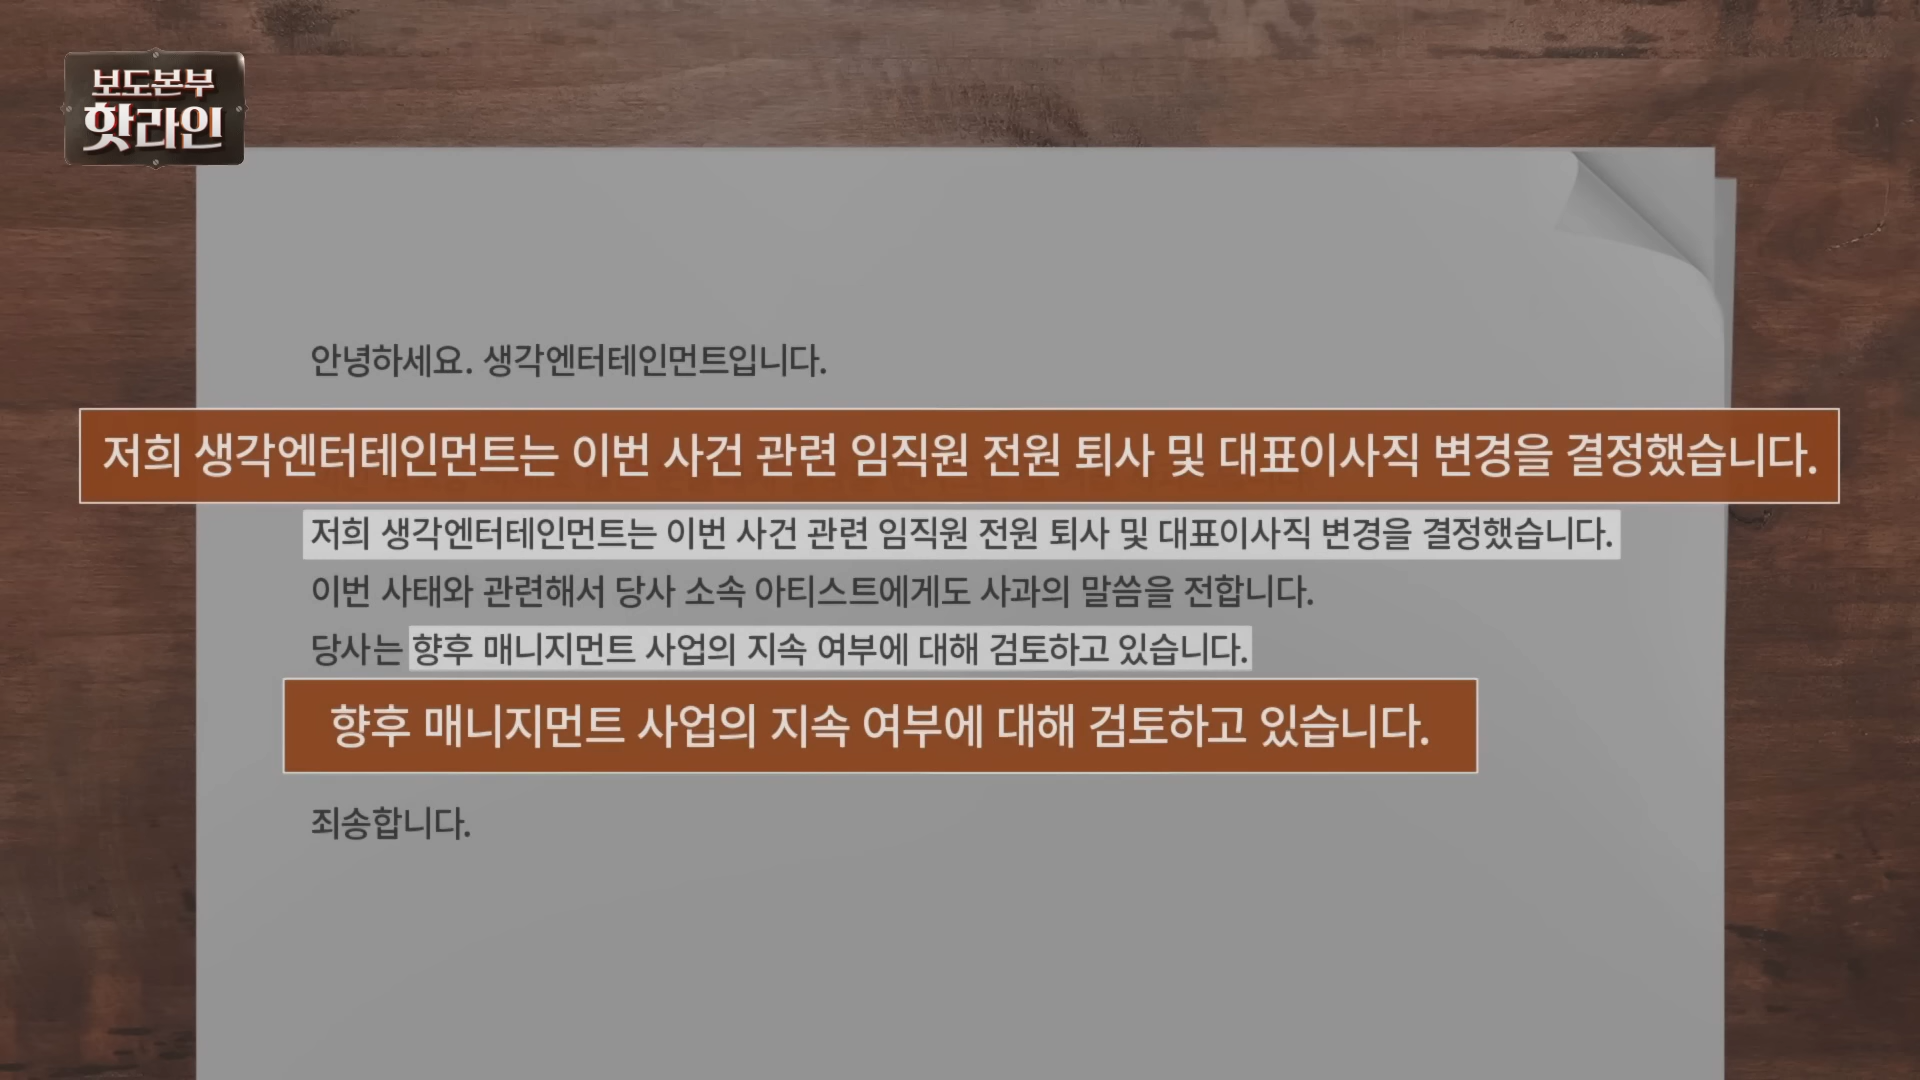 보도본부
핫라인
안녕하세요. 생각엔터테인먼트입니다.
저희 생각엔터테인먼트는 이번 사건 관련 임직원 전원 퇴사 및 대표이사직 변경을 결정했습니다.
저희 생각엔터테인먼트는 이번 사건 관련 임직원 전원 퇴사 및 대표이사직 변경을 결정했습니다.
이번 사태와 관련해서 당사 소속 아티스트에게도 사과의 말씀을 전합니다.
당사는 향후 매니지먼트 사업의 지속 여부에 대해 검토하고 있습니다.
향후 매니지먼트 사업의 지속 여부에 대해 검토하고 있습니다.
죄송합니다.